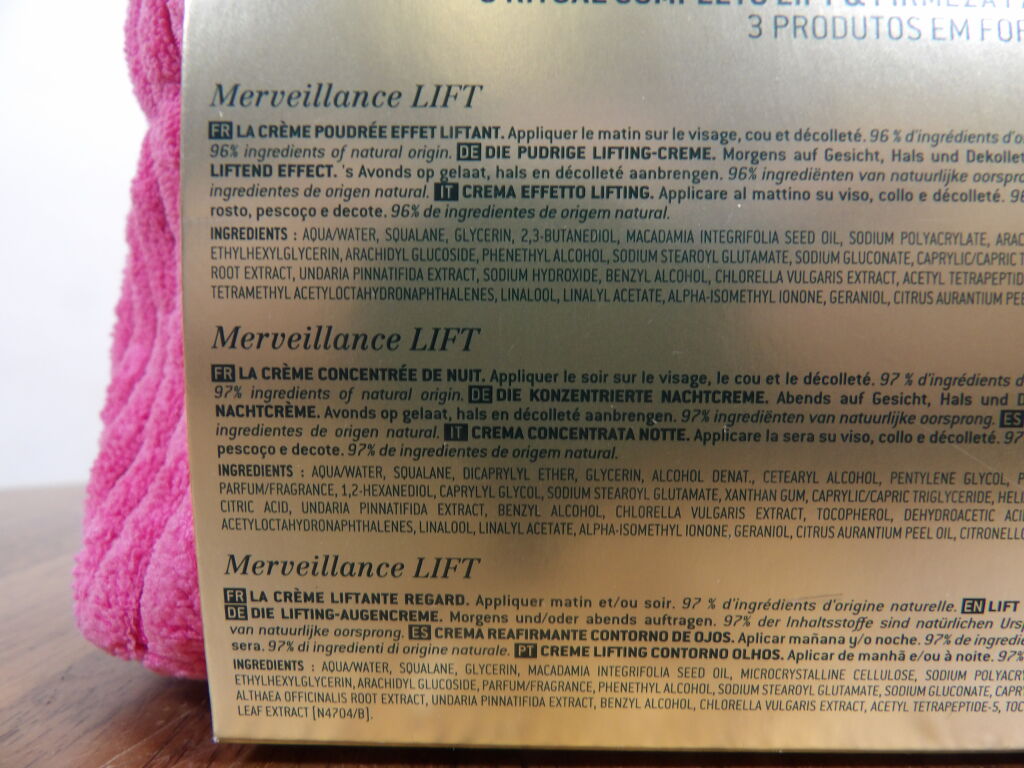 3 PRODUTOS EM FOR
Merveillance LIFT
FR LA CRÈME POUDRÉE EFFET LIFTANT. Appliquer le matin sur le visage, cou et décolleté. 96 % d'ingrédients d'o
96% ingredients of natural origin. DE DIE PUDRIGE LIFTING-CREME. Morgens auf Gesicht, Hals und Dekollet
LIFTEND EFFECT. 's Avonds op gelaat, hals en décolleté aanbrengen. 96% ingrediënten van natuurlijke oorspro
ingredientes de origen natural. IT CREMA EFFETTO LIFTING. Applicare al mattino su viso, collo e décolleté. 96
rosto, pescoço e decote. 96% de ingredientes de origem natural.
INGREDIENTS : AQUA/WATER, SQUALANE, GLYCERIN, 2,3-BUTANEDIOL, MACADAMIA INTEGRIFOLIA SEED OIL, SODIUM POLYACRYLATE, ARAC
ETHYLHEXYLGLYCERIN, ARACHIDYL GLUCOSIDE, PHENETHYL ALCOHOL, SODIUM STEAROYL GLUTAMATE, SODIUM GLUCONATE, CAPRYLIC/CAPRIC T
ROOT EXTRACT, UNDARIA PINNATIFIDA EXTRACT, SODIUM HYDROXIDE, BENZYL ALCOHOL, CHLORELLA VULGARIS EXTRACT, ACETYL TETRAPEPTID
TETRAMETHYL ACETYLOCTAHYDRONAPHTHALENES, LINALOOL, LINALYL ACETATE, ALPHA-ISOMETHYL IONONE, GERANIOL, CITRUS AURANTIUM PEE
Merveillance LIFT
FR LA CRÈME CONCENTRÉE DE NUIT. Appliquer le soir sur le visage, le cou et le décolleté. 97 % d'ingrédients d
97% ingredients of natural origin. DE DIE KONZENTRIERTE NACHTCREME. Abends auf Gesicht, Hals und D
NACHTCRÈME. Avonds op gelaat, hals en décolleté aanbrengen. 97% ingrediënten van natuurlijke oorsprong. ES
ingredientes de origen natural. IT CREMA CONCENTRATA NOTTE. Applicare la sera su viso, collo e décolleté. 97
pescoço e decote. 97% de ingredientes de origem natural.
INGREDIENTS : AQUA/WATER, SQUALANE, DICAPRYLYL ETHER, GLYCERIN, ALCOHOL DENAT., CETEARYL ALCOHOL, PENTYLENE GLYCOL, P
PARFUM/FRAGRANCE, 1,2-HEXANEDIOL, CAPRYLYL GLYCOL, SODIUM STEAROYL GLUTAMATE, XANTHAN GUM, CAPRYLIC/CAPRIC TRIGLYCERIDE, HELI
CITRIC ACID, UNDARIA PINNATIFIDA EXTRACT, BENZYL ALCOHOL, CHLORELLA VULGARIS EXTRACT, TOCOPHEROL, DEHYDROACETIC ACI
ACETYLOCTAHYDRONAPHTHALENES, LINALOOL, LINALYL ACETATE, ALPHA-ISOMETHYL IONONE, GERANIOL, CITRUS AURANTIUM PEEL OIL, CITRONELLO
Merveillance LIFT
FR LA CRÈME LIFTANTE REGARD. Appliquer matin et/ou soir. 97 % d'ingrédients d'origine naturelle. EN LIFT
DE DIE LIFTING-AUGENCREME. Morgens und/oder abends auftragen. 97% der Inhaltsstoffe sind natürlichen Ursp
van natuurlijke oorsprong. ES CREMA REAFIRMANTE CONTORNO DE OJOS. Aplicar mañana y/o noche. 97% de ingredie
sera. 97% di ingredienti di origine naturale. PT CREME LIFTING CONTORNO OLHOS. Aplicar de manhã e/ou à noite. 97%
INGREDIENTS : AQUA/WATER, SQUALANE, GLYCERIN, MACADAMIA INTEGRIFOLIA SEED OIL, MICROCRYSTALLINE CELLULOSE, SODIUM POLYACRY
ETHYLHEXYLGLYCERIN, ARACHIDYL GLUCOSIDE, PARFUM/FRAGRANCE, PHENETHYL ALCOHOL, SODIUM STEAROYL GLUTAMATE, SODIUM GLUCONATE, CAPR
ALTHAEA OFFICINALIS ROOT EXTRACT, UNDARIA PINNATIFIDA EXTRACT, BENZYL ALCOHOL, CHLORELLA VULGARIS EXTRACT, ACETYL TETRAPEPTIDE-5, TOC
LEAF EXTRACT [N4704/B].